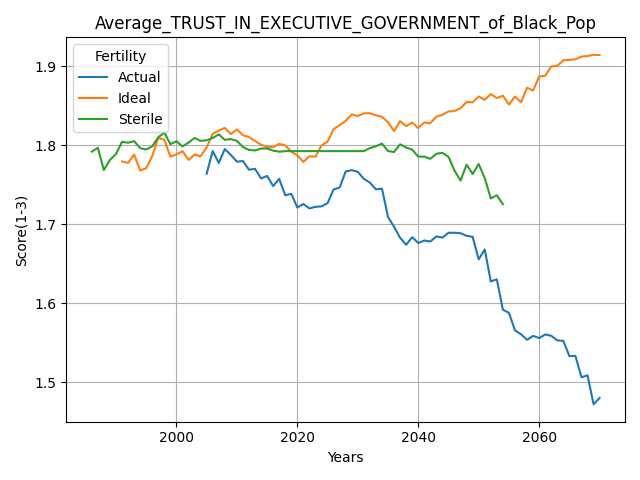 Average_TRUST_IN_EXECUTIVE_GOVERNMENT_of_Black_Pop
Fertility
Actual
Ideal
Sterile
Score(1-3)
1.9
1.8
1.7
1.6
1.5
2000 2020 2040 2060
Years